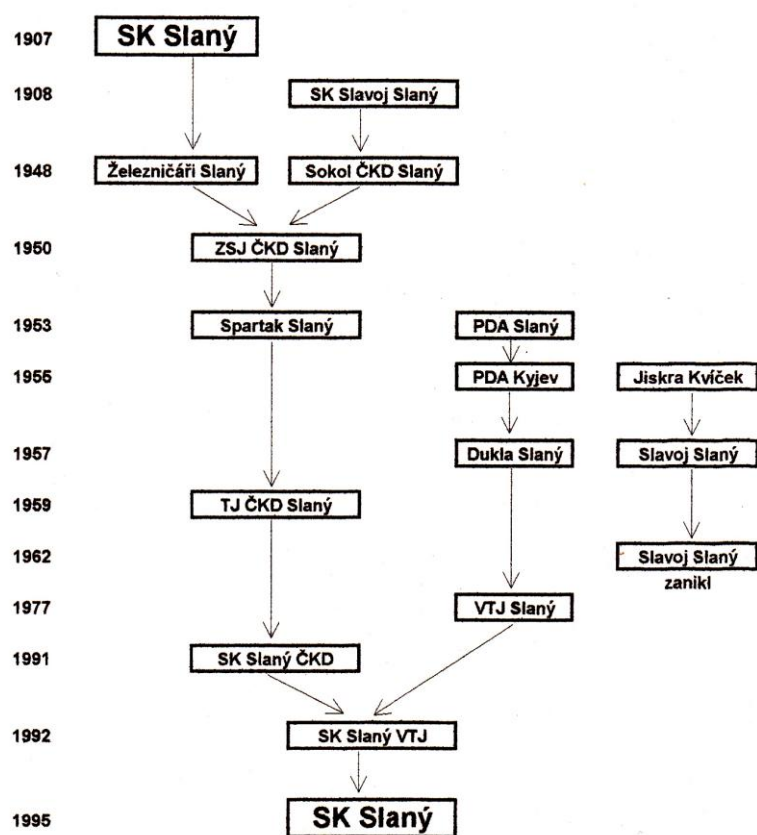 1907 SK Slaný
1908 SK Slavoj Slaný
1948 Železničáři Slaný Sokol ČKD Slaný
1950 ZSJ ČKD Slaný
1953 Spartak Slaný PDA Slaný
1955 PDA Kyjev Jiskra Kvíček
1957 Dukla Slaný Slavoj Slaný
1959 TJ ČKD Slaný
1962 Slavoj Slaný
zanikl
1977 VTJ Slaný
1991 SK Slaný ČKD
1992 SK Slaný VTJ
1995 SK Slaný